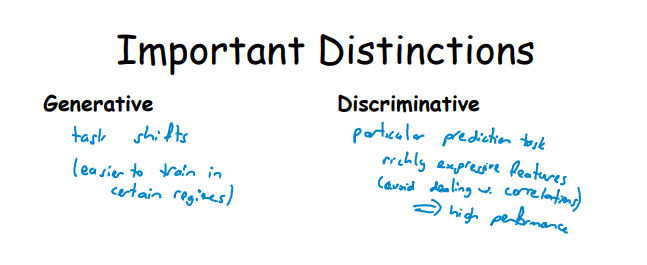 Important Distinctions
Generative
task shifts
(easier to train in
certain regimes)
Discriminative
particular prediction task
richly expressive features
(avoid dealing w. correlations)
⇒ high performance